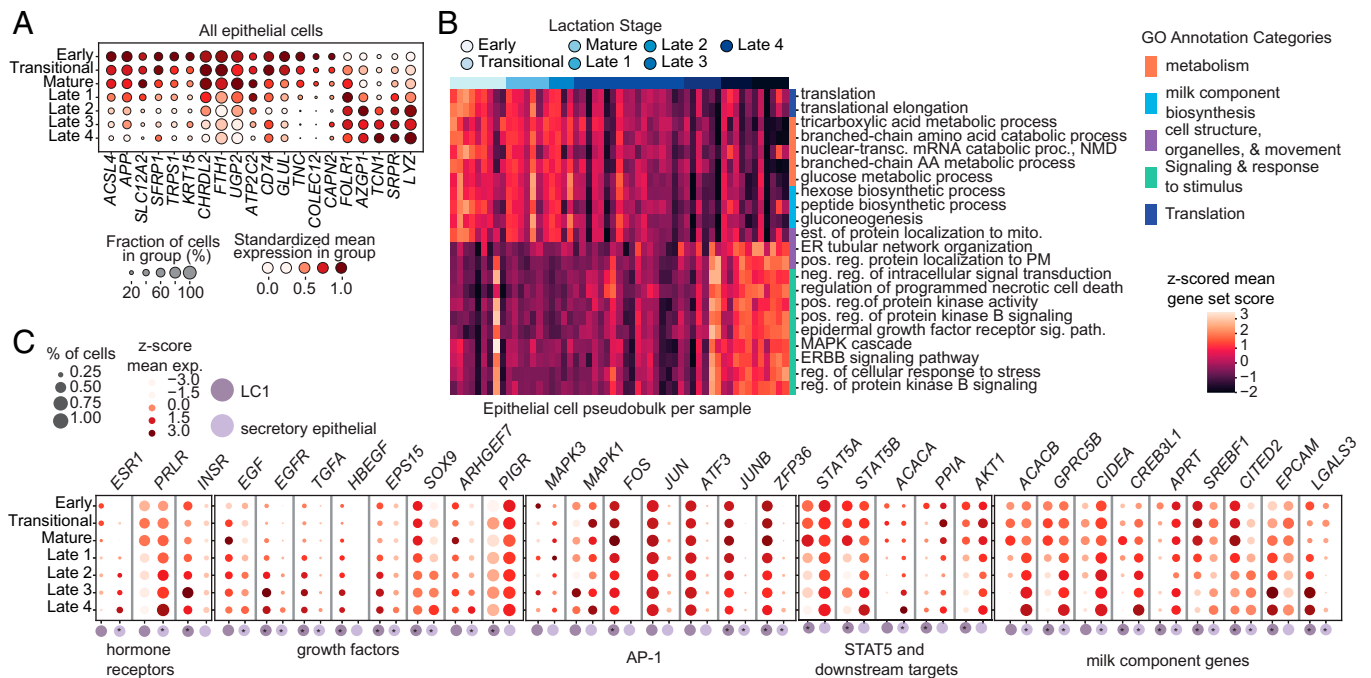 A
All epithelial cells
Early
Transitional
Mature
Late 1
Late 2
Late 3
Late 4
ACSL4
APP
SLC12A2
SFRP1
TRPS1
KRT15
CHRDL2
FTH1
UGP2
ATP2C2
CD74
GLUL
TNC
COLEC12
CAPN2
FOLR1
AZGP1
TCN1
SRPR
LYZ
Fraction of cells
in group (%)
20 60 100
Standardized mean
expression in group
0.0 0.5 1.0
B
Lactation Stage
Early
Transitional
Mature
Late 1
Late 2
Late 3
Late 4
translation
translational elongation
tricarboxylic acid metabolic process
branched-chain amino acid catabolic process
nuclear-transc. mRNA catabolic proc., NMD
branched-chain AA metabolic process
glucose metabolic process
hexose biosynthetic process
peptide biosynthetic process
gluconeogenesis
est. of protein localization to mito.
ER tubular network organization
pos. reg. protein localization to PM
neg. reg. of intracellular signal transduction
regulation of programmed necrotic cell death
pos. reg.of protein kinase activity
pos. reg.of protein kinase B signaling
epidermal growth factor receptor sig. path.
MAPK cascade
ERBB signaling pathway
reg. of cellular response to stress
reg. of protein kinase B signaling
Epithelial cell pseudobulk per sample
GO Annotation Categories
metabolism
milk component
biosynthesis
cell structure,
organelles, & movement
Signaling & response
to stimulus
Translation
z-scored mean
gene set score
3
2
1
0
−1
−2
C
% of cells
0.25
0.50
0.75
1.00
z-score
mean exp.
−3.0
−1.5
0.0
1.5
3.0
LC1
secretory epithelial
ESR1
PRLR
INSR
EGF
EGFR
TGFA
HBEGF
EPS15
SOX9
ARHGEF7
PIGR
MAPK3
MAPK1
FOS
JUN
ATF3
JUNB
ZFP36
STAT5A
STAT5B
ACACA
PPIA
AKT1
ACACB
GPRC5B
CIDEA
CREB3L1
APRT
SREBF1
CITED2
EPCAM
LGALS3
Early
Transitional
Mature
Late 1
Late 2
Late 3
Late 4
hormone
receptors
growth factors
AP-1
STAT5 and
downstream targets
milk component genes